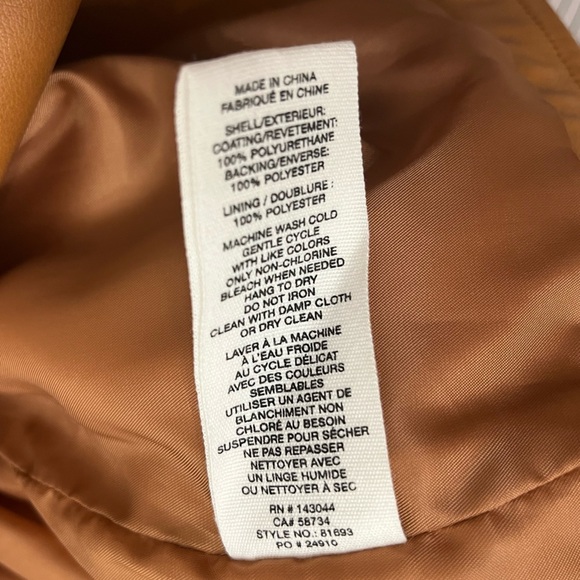 MADE IN CHINA
FABRIQUÉ EN CHINE
SHELL/EXTERIEUR:
COATING/REVETEMENT:
100% POLYURETHANE
BACKING/ENVERSE:
100% POLYESTER
LINING / DOUBLURE :
100% POLYESTER
MACHINE WASH COLD
GENTLE CYCLE
WITH LIKE COLORS
ONLY NON-CHLORINE
BLEACH WHEN NEEDED
HANG TO DRY
DO NOT IRON
CLEAN WITH DAMP CLOTH
OR DRY CLEAN
LAVER À LA MACHINE
À L'EAU FROIDE
AU CYCLE DÉLICAT
AVEC DES COULEURS
SEMBLABLES
UTILISER UN AGENT DE
BLANCHIMENT NON
CHLORÉ AU BESOIN
SUSPENDRE POUR SÉCHER
NE PAS REPASSER
NETTOYER AVEC
UN LINGE HUMIDE
OU NETTOYER À SEC
RN # 143044
CA# 58734
STYLE NO.: 81693
PO # 24910